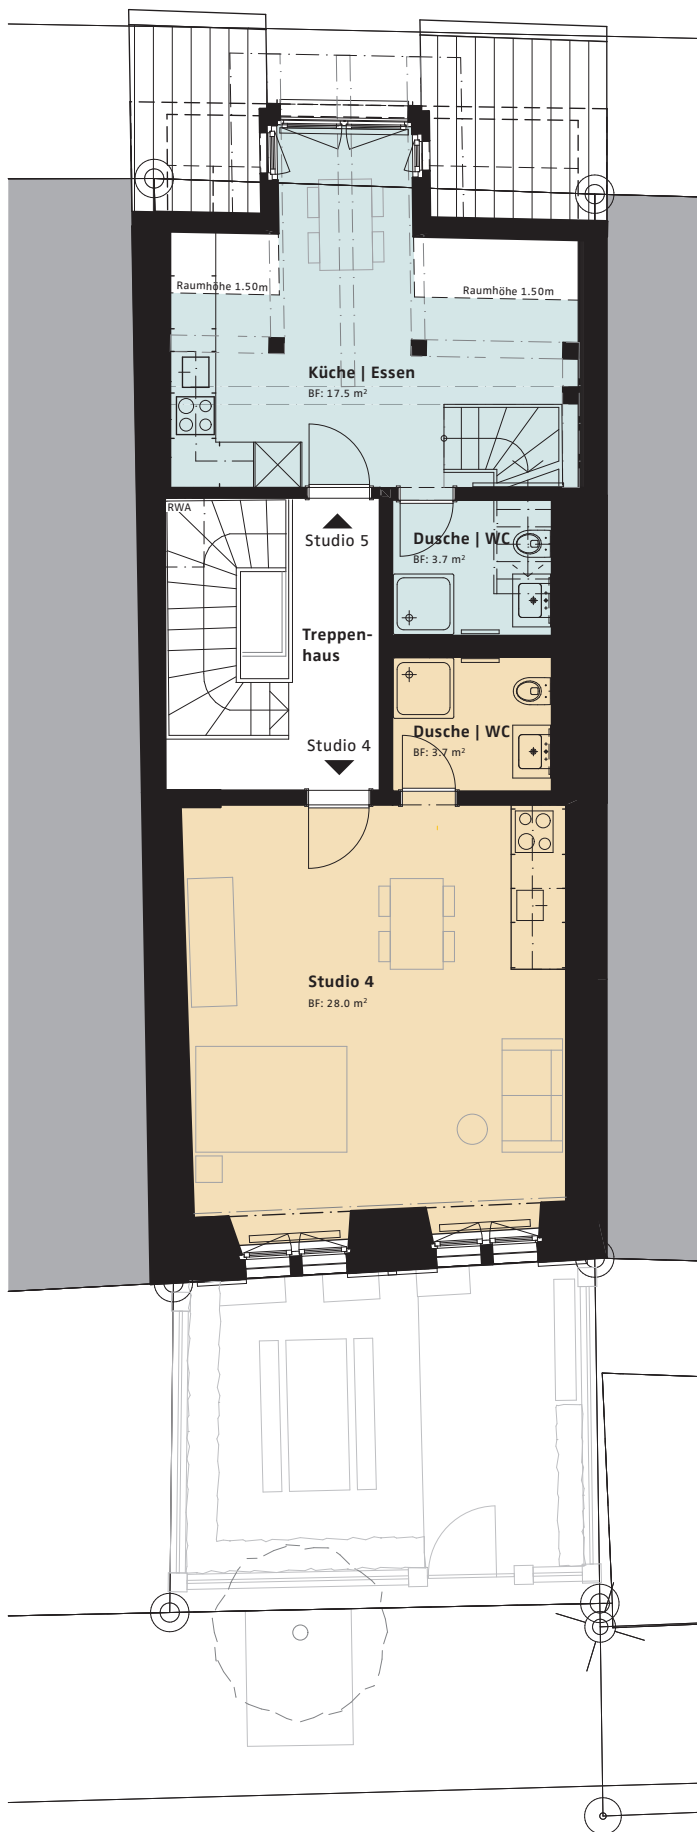 Raumhöhe 1.50m
Raumhöhe 1.50m
Küche | Essen
BF: 17.5 m²
RWA
Studio 5
Dusche | WC
BF: 3.7 m²
Treppen-
haus
Dusche | WC
BF: 3.7 m²
Studio 4
Studio 4
BF: 28.0 m²